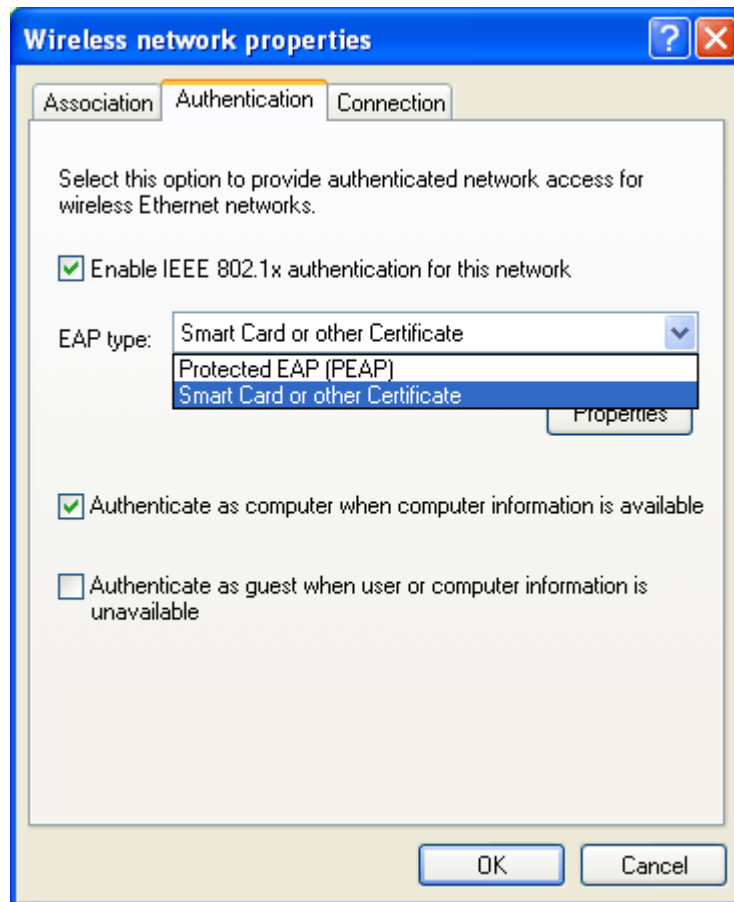 Wireless network properties
Association Authentication Connection
Select this option to provide authenticated network access for
wireless Ethernet networks.
Enable IEEE 802.1x authentication for this network
EAP type: Smart Card or other Certificate
Protected EAP (PEAP)
Smart Card or other Certificate
Properties
Authenticate as computer when computer information is available
Authenticate as guest when user or computer information is
unavailable
OK Cancel